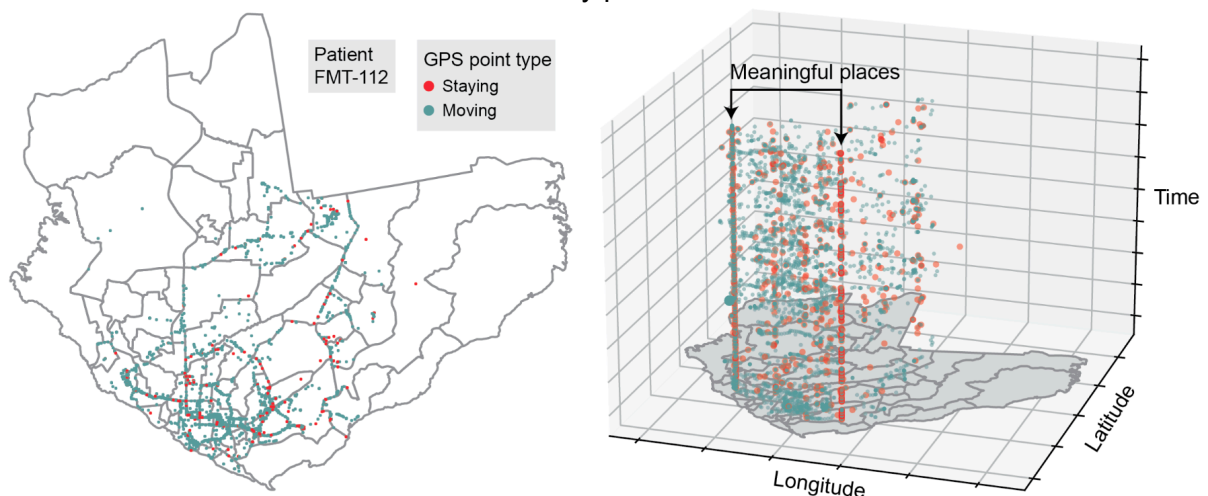 Patient
FMT-112
GPS point type
Staying
Moving
Meaningful places
Time
Latitude
Longitude